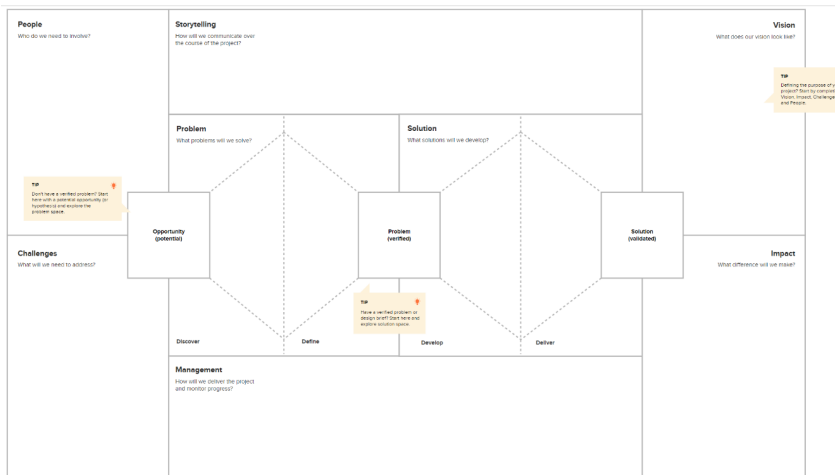 People
Who do we need to involve?
Storytelling
How will we communicate over
the course of the project?
Vision
What does our vision look like?
TIP
Defining the purpose of
project? Start by
Vision, Impact, Challenge
and People.
Problem
What problems will we solve?
Solution
What solutions will we develop?
TIP
Don't have a verified problem? Start
here with a potential opportunity (or
hypothesis) and explore the
problem space.
Opportunity
(potential)
Problem
(verified)
Solution
(validated)
Challenges
What will we need to address?
Impact
What difference will we make?
TIP
Have a verified problem or
design brief? Start here and
explore solution space.
Discover
Define
Develop
Deliver
Management
How will we deliver the project
and monitor progress?